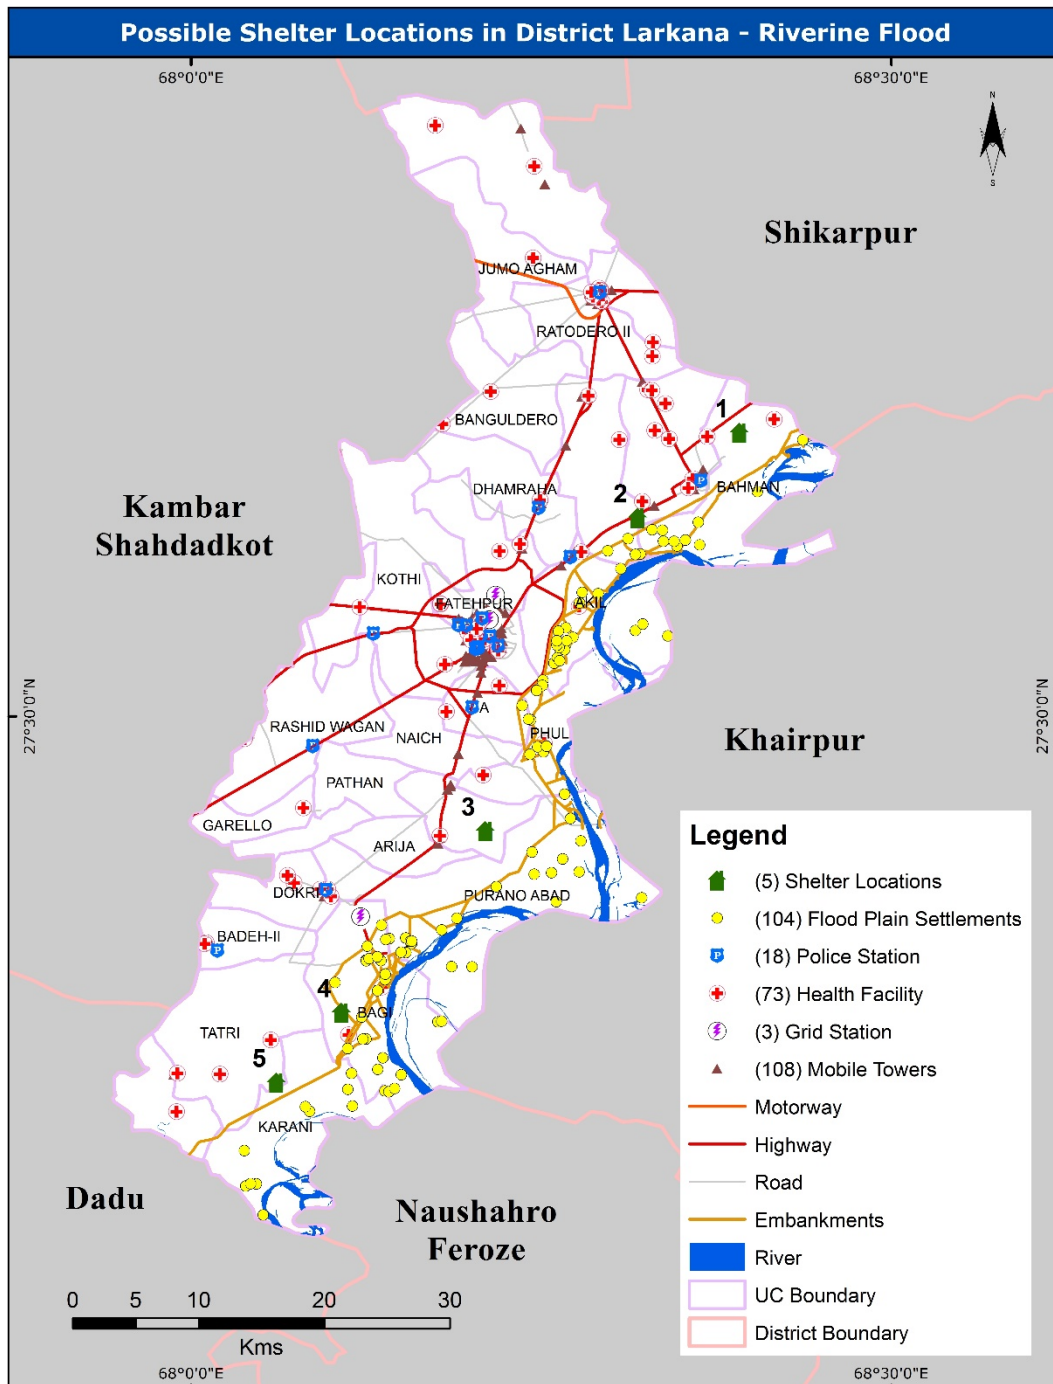 Possible Shelter Locations in District Larkana - Riverine Flood
68°0'0"E
68°30'0"E
N
S
Shikarpur
JUMO AGHAM
RATODERO II
1
BANGULDERO
BAHMAN
DHAMRAHA
2
Kambar
Shahdadkot
KOTHI
FATEHPUR
AKIL
27°30'0"N
27°30'0"N
RASHID WAGAN
NAICH
PHUL
Khairpur
PATHAN
GARELLO
3
ARIJA
DOKRI
PURANO ABAD
BADEH-II
4
BAGI
TATRI
5
KARANI
Dadu
Naushahro
Feroze
Legend
(5) Shelter Locations
(104) Flood Plain Settlements
(18) Police Station
(73) Health Facility
(3) Grid Station
(108) Mobile Towers
Motorway
Highway
Road
Embankments
River
UC Boundary
District Boundary
0 5 10 20 30
Kms
68°0'0"E
68°30'0"E